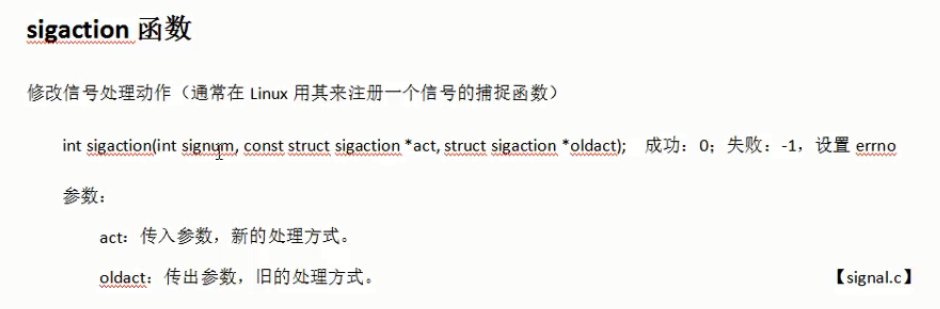 sigaction 函数
修改信号处理动作（通常在 Linux 用其来注册一个信号的捕捉函数）
int sigaction(int signum, const struct sigaction *act, struct sigaction *oldact); 成功：0；失败：-1，设置 errno
参数：
act：传入参数，新的处理方式。
oldact：传出参数，旧的处理方式。 【signal.c】